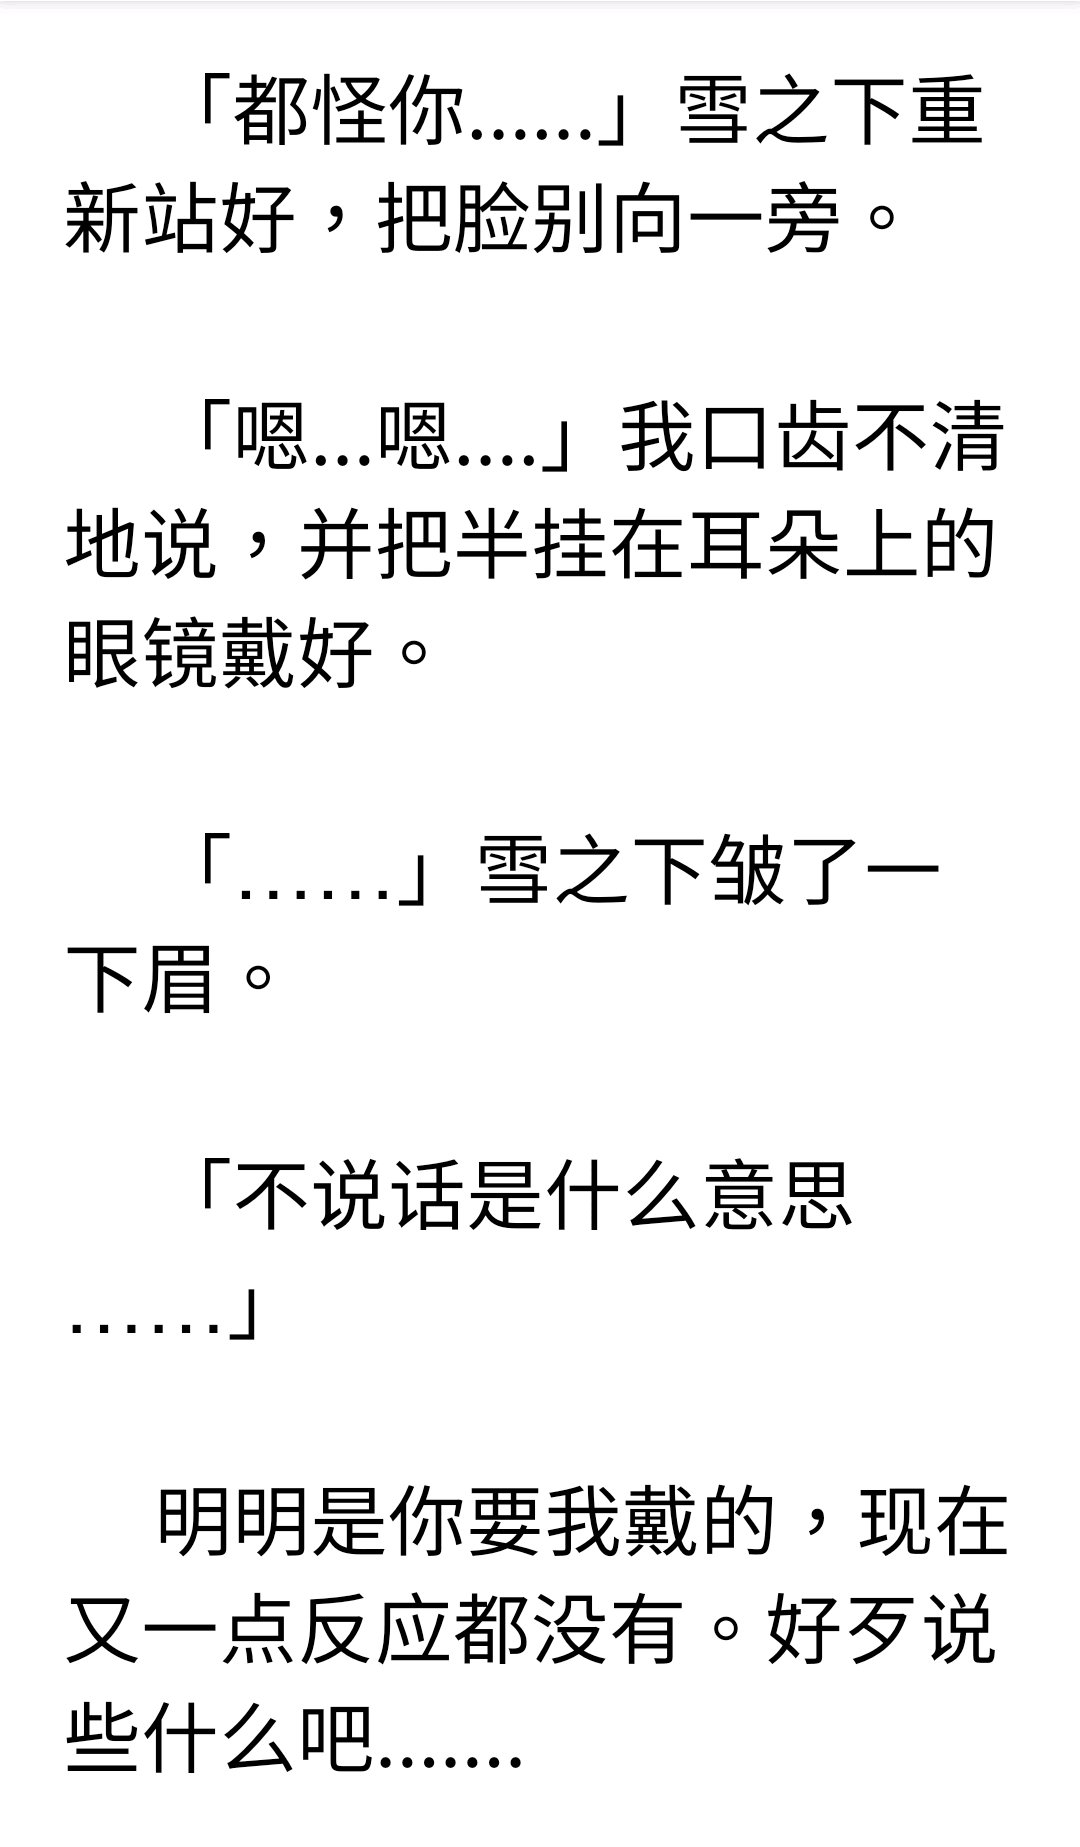 「都怪你......」雪之下重
新站好，把脸别向一旁。
「嗯...嗯....」我口齿不清
地说，并把半挂在耳朵上的
眼镜戴好。
「……」雪之下皱了一
下眉。
「不说话是什么意思
……」
明明是你要我戴的，现在
又一点反应都没有。好歹说
些什么吧.......